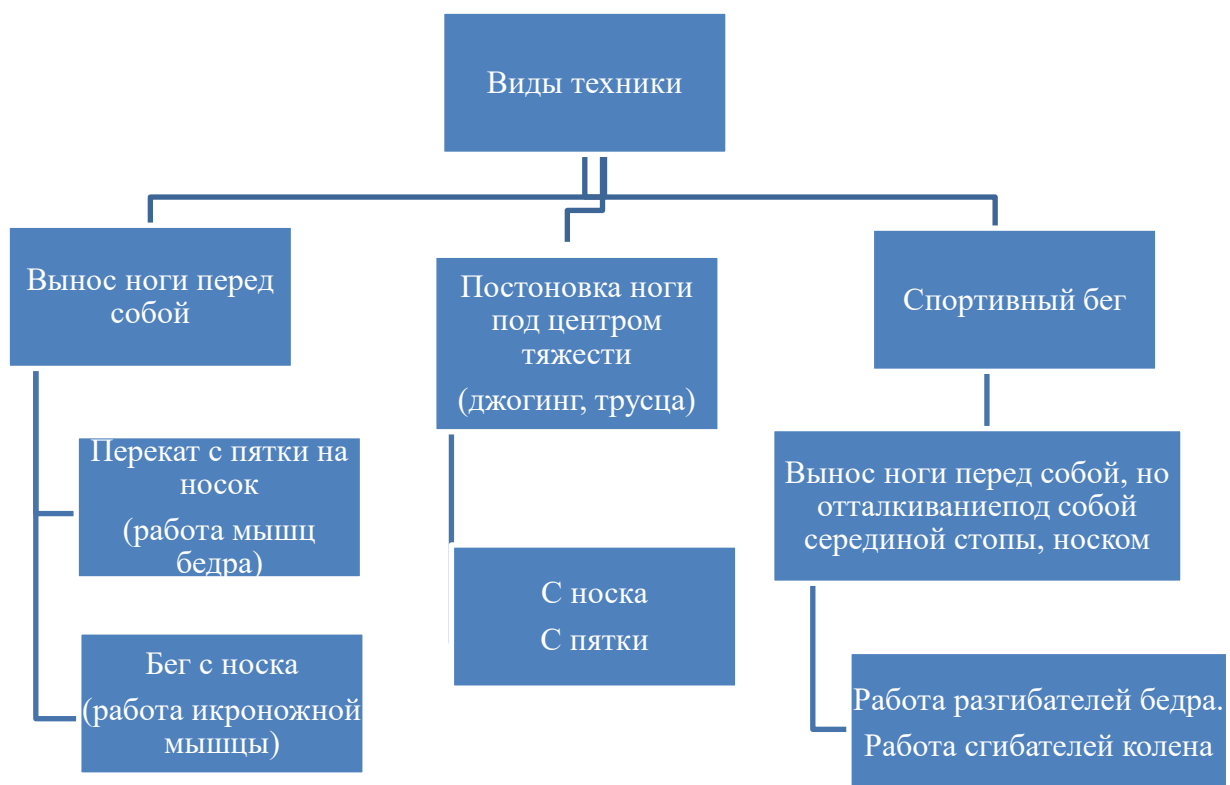 Виды техники
Вынос ноги перед
собой
Перекат с пятки на
носок
(работа мышц
бедра)
Бег с носка
(работа икроножной
мышцы)
Постоновка ноги
под центром
тяжести
(джогинг, трусца)
С носка
С пятки
Спортивный бег
Вынос ноги перед собой, но
отталкиваниепод собой
серединой стопы, носком
Работа разгибателей бедра.
Работа сгибателей колена